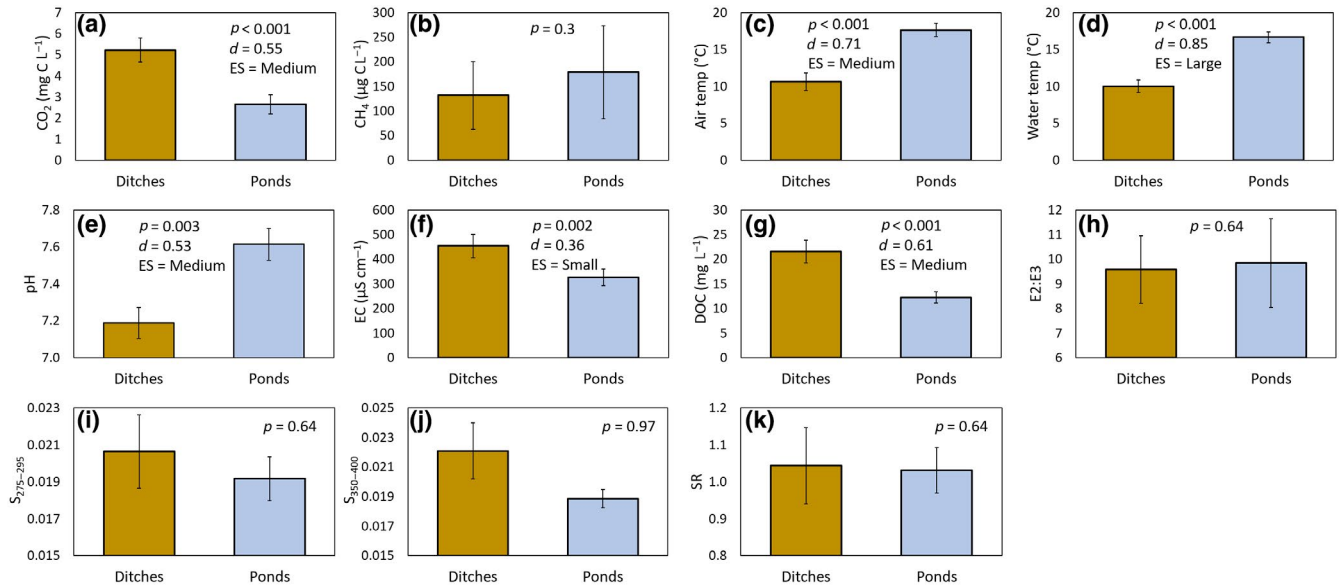 (a)
p < 0.001
d = 0.55
ES = Medium
CO₂ (mg C L⁻¹)
7
6
5
4
3
2
1
0
Ditches
Ponds
(b)
p = 0.3
CH₄ (µg C L⁻¹)
300
250
200
150
100
50
0
Ditches
Ponds
(c)
p < 0.001
d = 0.71
ES = Medium
Air temp (°C)
20
15
10
5
0
Ditches
Ponds
(d)
p < 0.001
d = 0.85
ES = Large
Water temp (°C)
20
15
10
5
0
Ditches
Ponds
(e)
p = 0.003
d = 0.53
ES = Medium
pH
7.8
7.6
7.4
7.2
7.0
Ditches
Ponds
(f)
p = 0.002
d = 0.36
ES = Small
EC (µS cm⁻¹)
600
500
400
300
200
100
0
Ditches
Ponds
(g)
p < 0.001
d = 0.61
ES = Medium
DOC (mg L⁻¹)
30
25
20
15
10
5
0
Ditches
Ponds
(h)
p = 0.64
E2:E3
12
11
10
9
8
7
6
Ditches
Ponds
(i)
p = 0.64
S₂₇₅₋₂₉₅
0.023
0.021
0.019
0.017
0.015
Ditches
Ponds
(j)
p = 0.97
S₃₅₀₋₄₀₀
0.025
0.023
0.021
0.019
0.017
0.015
Ditches
Ponds
(k)
p = 0.64
SR
1.2
1.1
1.0
0.9
0.8
Ditches
Ponds